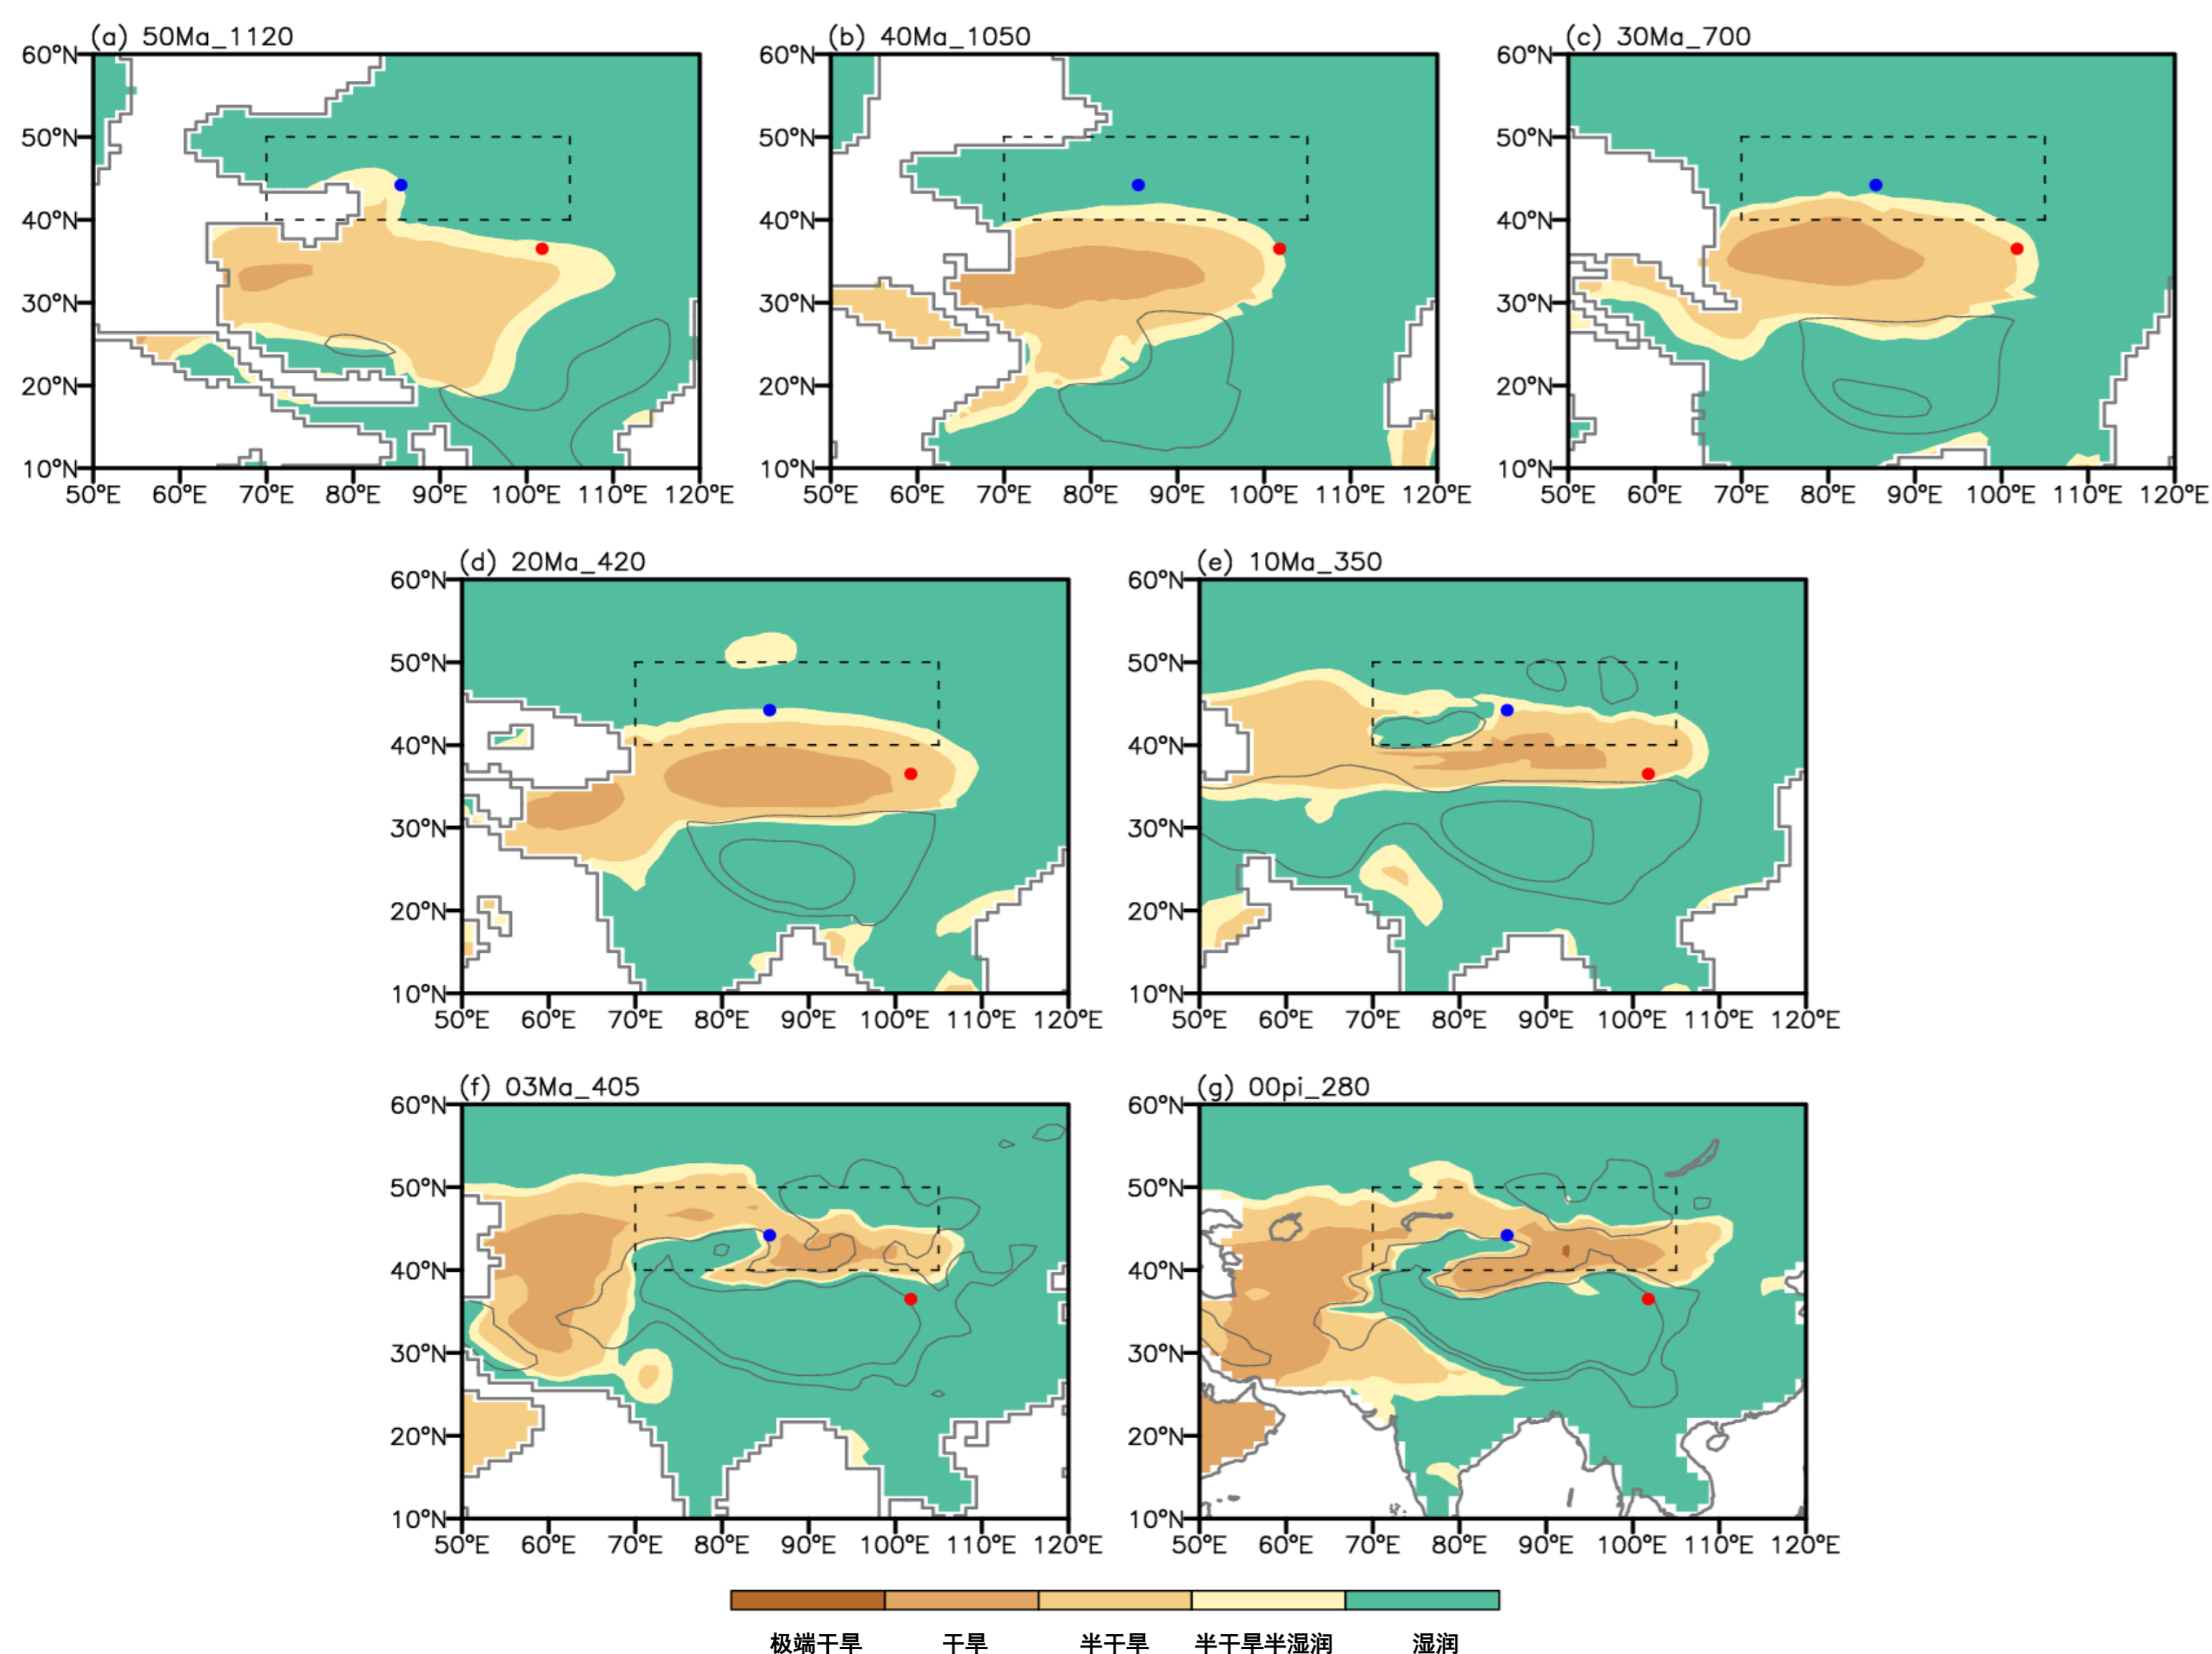 (a) 50Ma_1120
(b) 40Ma_1050
(c) 30Ma_700
60°N 60°N 60°N
50°N 50°N 50°N
40°N 40°N 40°N
30°N 30°N 30°N
20°N 20°N 20°N
10°N 10°N 10°N
50°E 60°E 70°E 80°E 90°E 100°E 110°E 120°E
50°E 60°E 70°E 80°E 90°E 100°E 110°E 120°E
50°E 60°E 70°E 80°E 90°E 100°E 110°E 120°E
(d) 20Ma_420
(e) 10Ma_350
60°N 60°N
50°N 50°N
40°N 40°N
30°N 30°N
20°N 20°N
10°N 10°N
50°E 60°E 70°E 80°E 90°E 100°E 110°E 120°E
50°E 60°E 70°E 80°E 90°E 100°E 110°E 120°E
(f) 03Ma_405
(g) 00pi_280
60°N 60°N
50°N 50°N
40°N 40°N
30°N 30°N
20°N 20°N
10°N 10°N
50°E 60°E 70°E 80°E 90°E 100°E 110°E 120°E
50°E 60°E 70°E 80°E 90°E 100°E 110°E 120°E
极端干旱 干旱 半干旱 半干旱半湿润 湿润